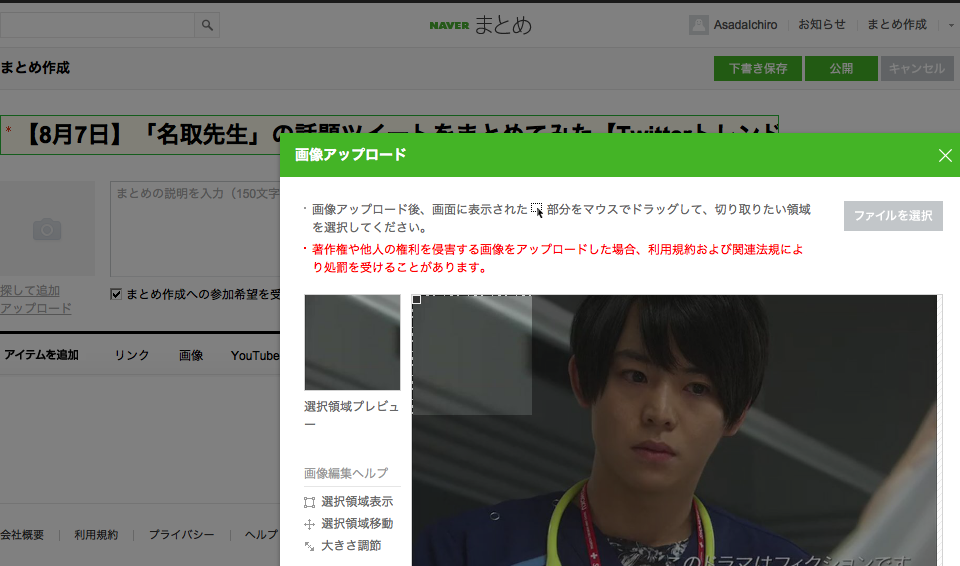 NAVER まとめ
AsadaIchiro
お知らせ
まとめ作成
まとめ作成
下書き保存
公開
キャンセル
* 【8月7日】「名取先生」の話題ツイートをまとめてみた【Twitterトレンド
まとめの説明を入力（150文字
探して追加
アップロード
まとめ作成への参加希望を受
アイテムを追加
リンク
画像
YouTube
会社概要
利用規約
プライバシー
ヘルプ
画像アップロード
・画像アップロード後、画面に表示された 部分をマウスでドラッグして、切り取りたい領域
を選択してください。
・著作権や他人の権利を侵害する画像をアップロードした場合、利用規約および関連法規によ
り処罰を受けることがあります。
ファイルを選択
選択領域プレビュ
ー
画像編集ヘルプ
選択領域表示
選択領域移動
大きさ調節
このドラマはフィクションです